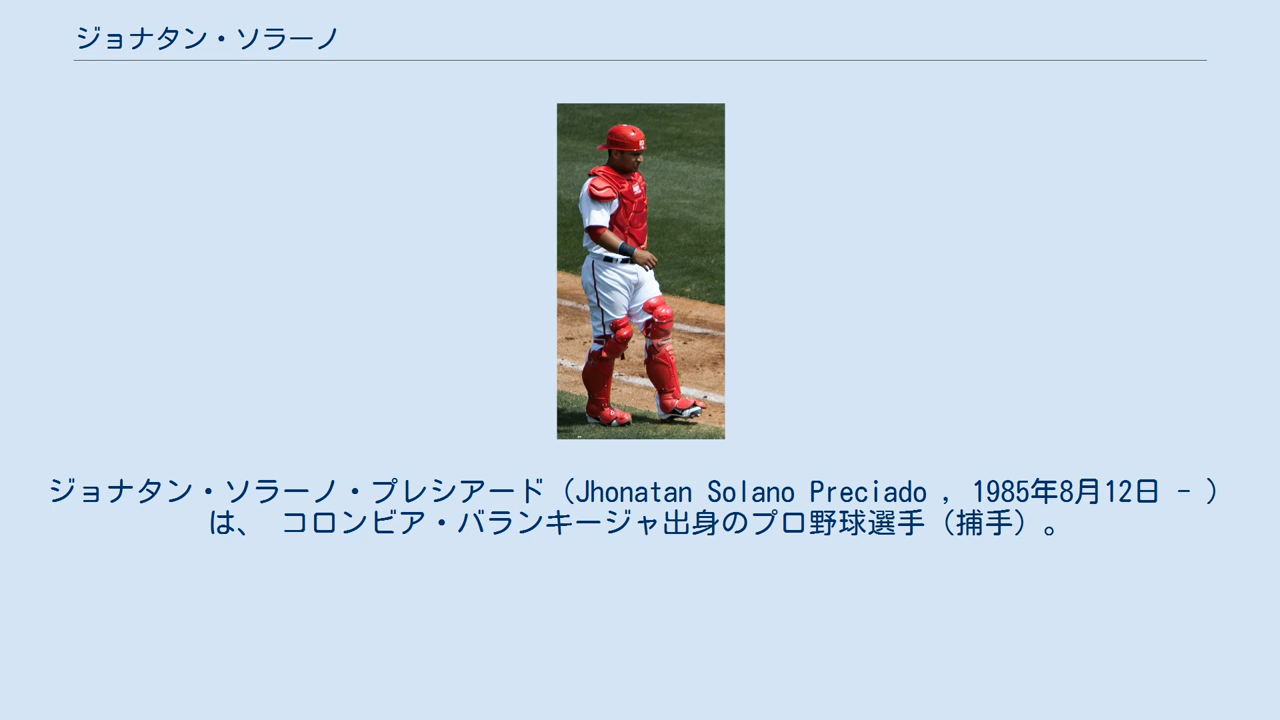 ジョナタン・ソラーノ
ジョナタン・ソラーノ・プレシアード（Jhonatan Solano Preciado , 1985年8月12日 - ）
は、 コロンビア・バランキージャ出身のプロ野球選手（捕手）。